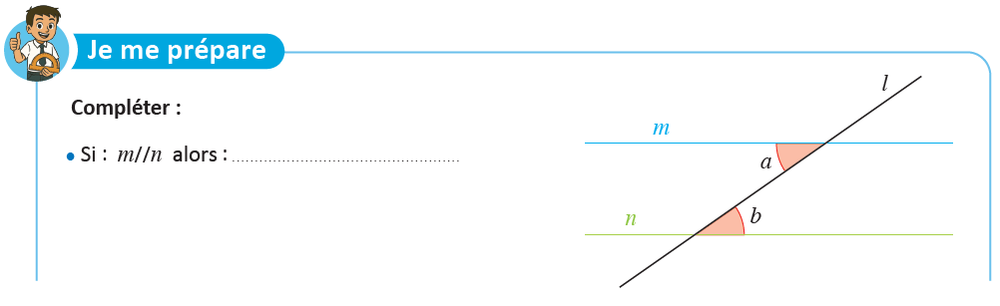 Je me prépare
Compléter :
• Si : m//n alors : ..................................................
l
m
a
n
b